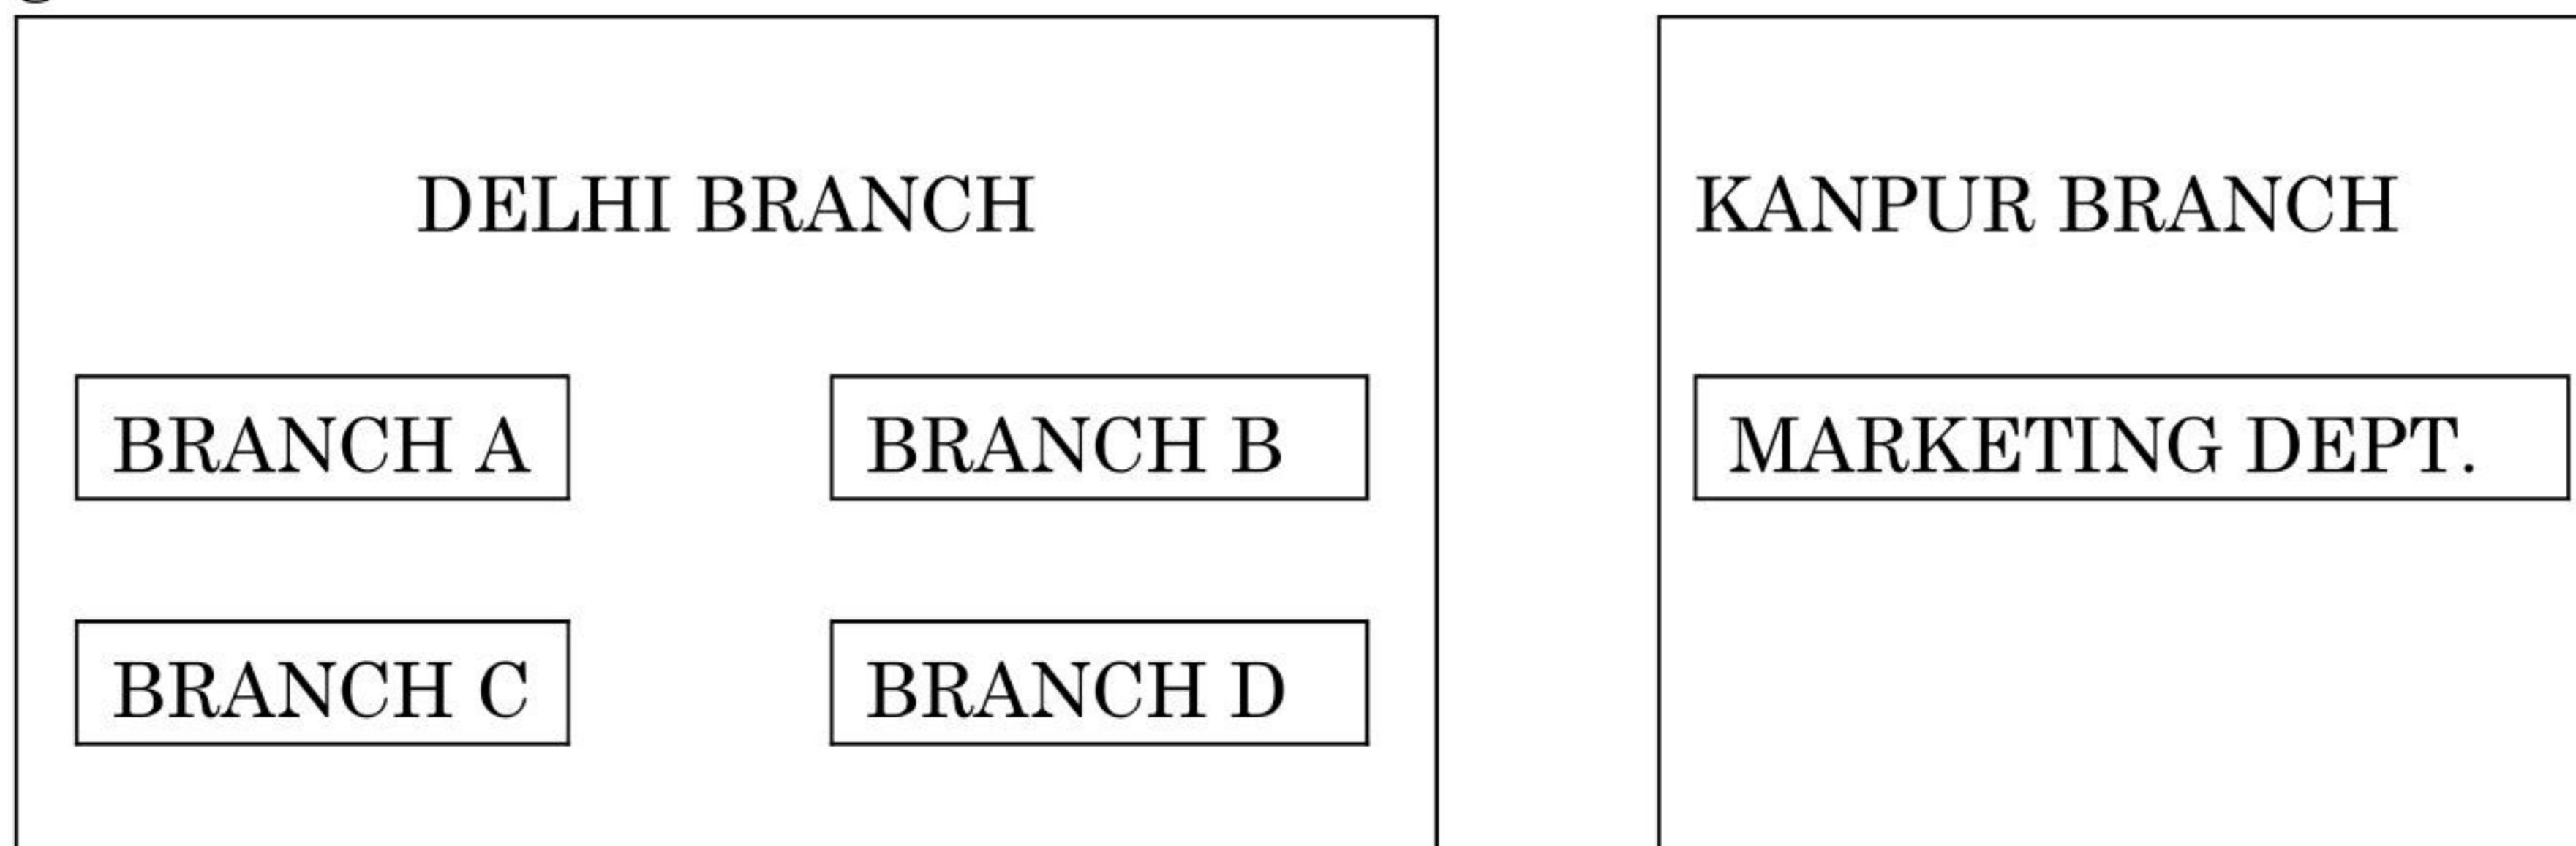 DELHI BRANCH
KANPUR BRANCH
BRANCH A
BRANCH B
MARKETING DEPT.
BRANCH C
BRANCH D